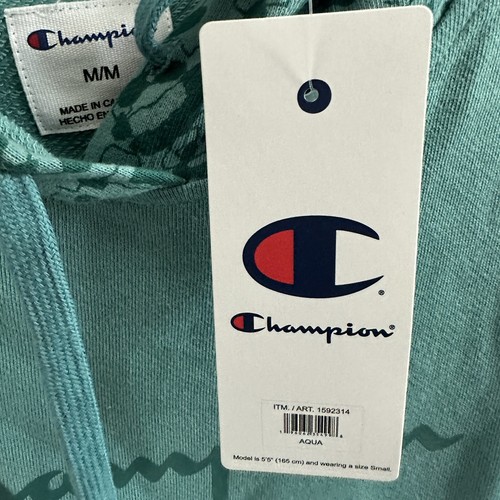 Champion
M/M
MADE IN
HECHO
Champion
ITM. / ART. 1592314
AQUA
Model is 5'5" (165 cm) and wearing a size Small.
Champion